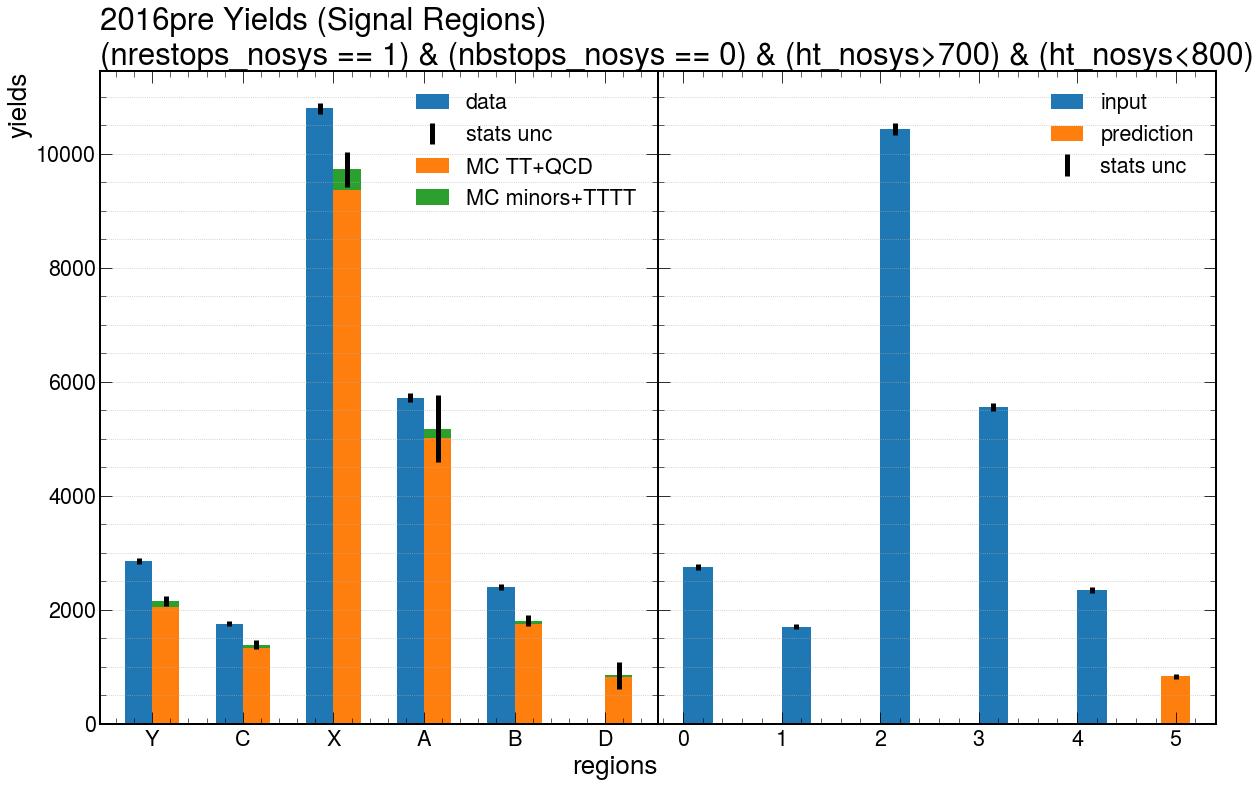 2016pre Yields (Signal Regions)
(nrestops_nosys == 1) & (nbstops_nosys == 0) & (ht_nosys>700) & (ht_nosys<800)
yields
10000
8000
6000
4000
2000
0
data
stats unc
MC TT+QCD
MC minors+TTTT
input
prediction
stats unc
Y C X A B D
0 1 2 3 4 5
regions